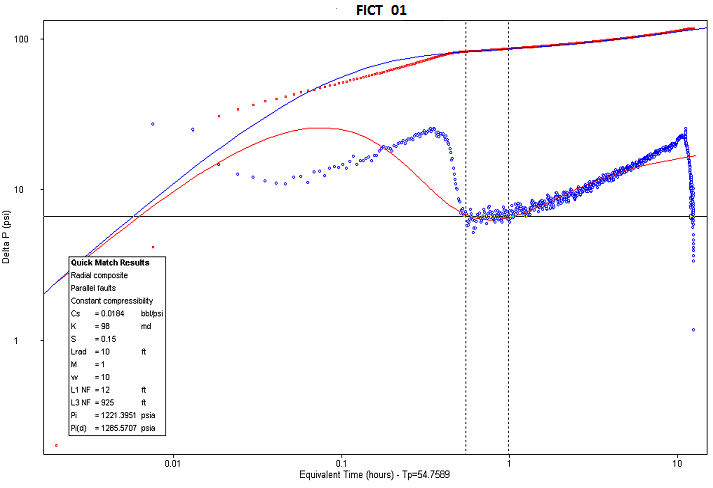 FICT 01
100
10
1
Delta P (psi)
Quick Match Results
Radial composite
Parallel faults
Constant compressibility
Cs = 0.0184 bbl/psi
K = 98 md
S = 0.15
Lrad = 10 ft
M = 1
w = 10
L1 NF = 12 ft
L3 NF = 925 ft
Pi = 1221.3951 psia
Pi(d) = 1285.5707 psia
0.01
0.1
1
10
Equivalent Time (hours) - Tp=54.7589